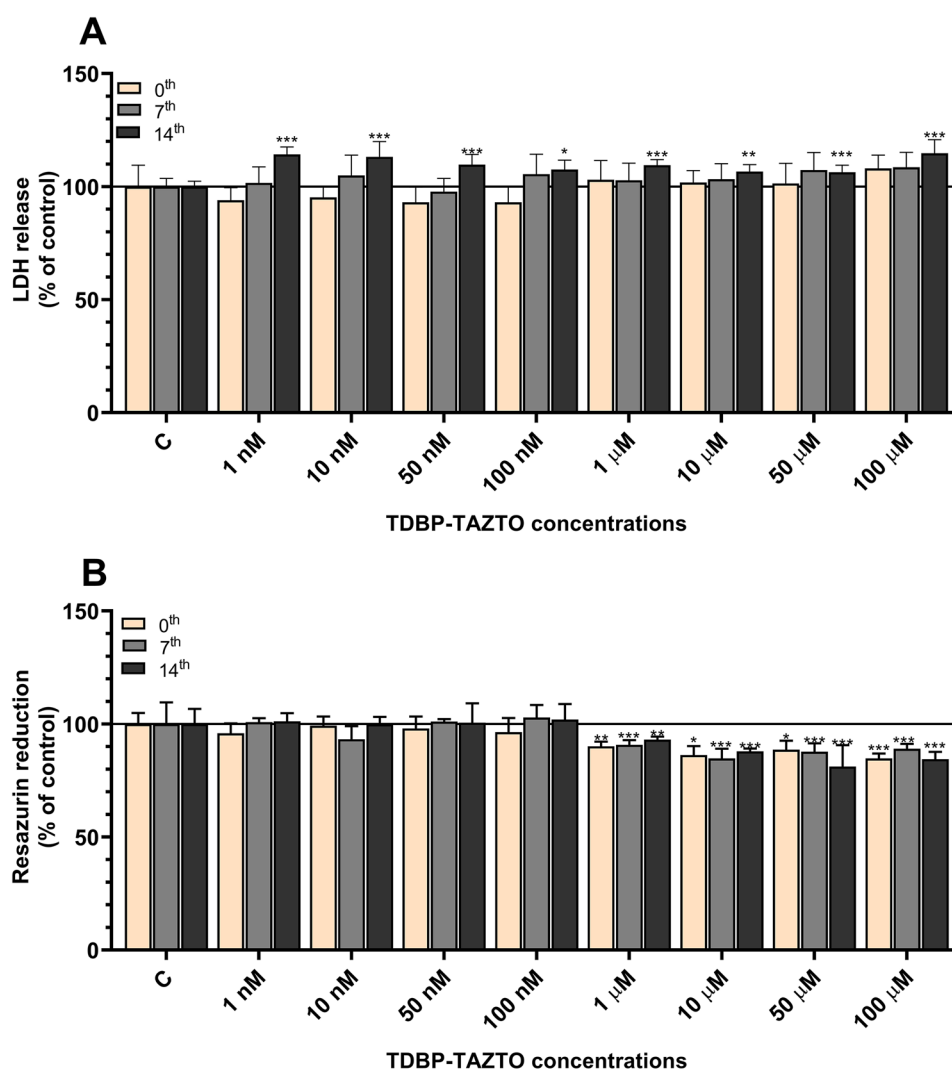 A
150
100
50
0
LDH release
(% of control)
0th
7th
14th
*** *** *** * *** ** *** ***
C 1 nM 10 nM 50 nM 100 nM 1 μM 10 μM 50 μM 100 μM
TDBP-TAZTO concentrations
B
150
100
50
0
Resazurin reduction
(% of control)
0th
7th
14th
** *** ** * *** *** * *** *** *** *** ***
C 1 nM 10 nM 50 nM 100 nM 1 μM 10 μM 50 μM 100 μM
TDBP-TAZTO concentrations